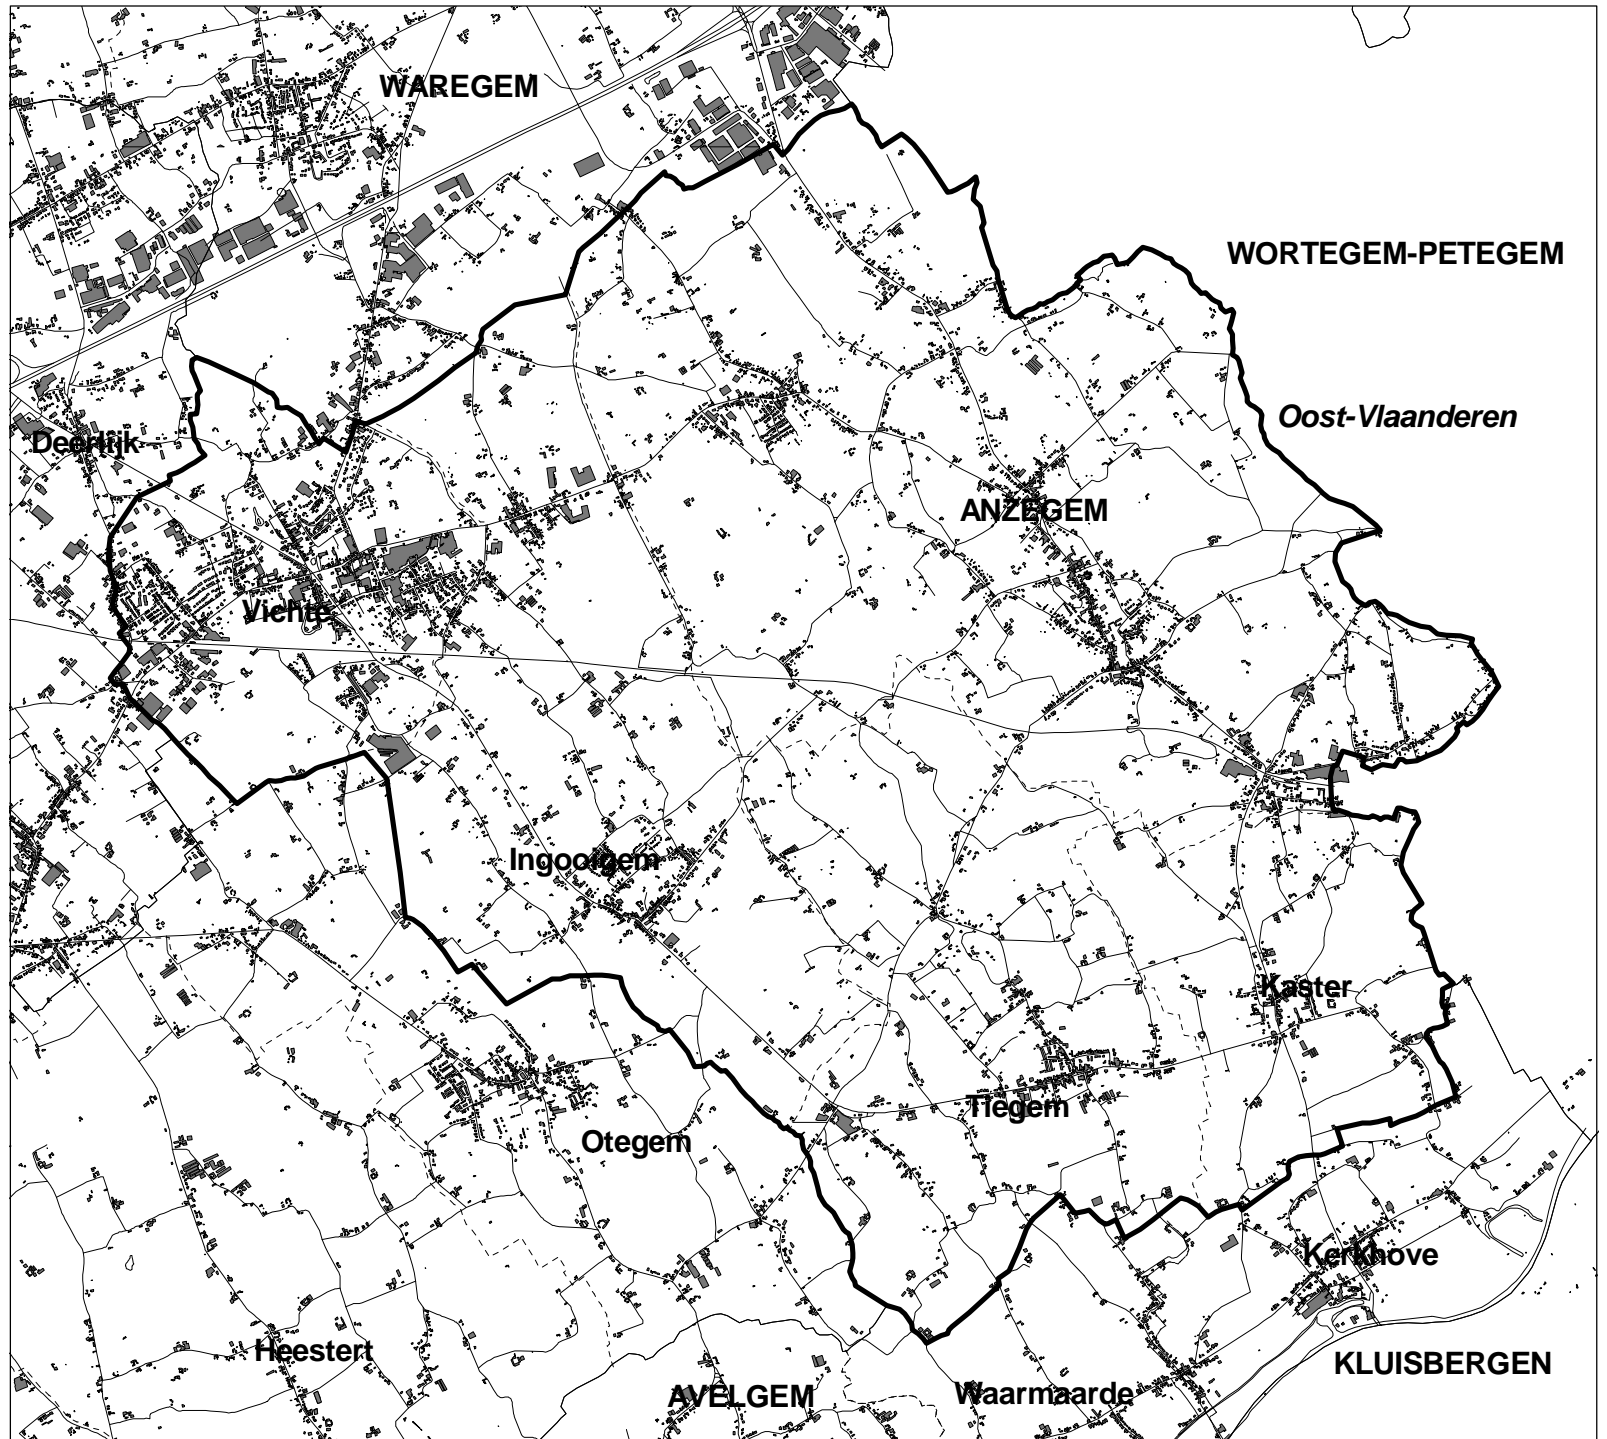 WAREGEM
WORTEGEM-PETEGEM
Oost-Vlaanderen
Deerlijk
ANZEGEM
Vichte
Ingooigem
Kaster
Tiegem
Otegem
Kerkhove
Heestert
KLUISBERGEN
Waarmaarde
AVELGEM